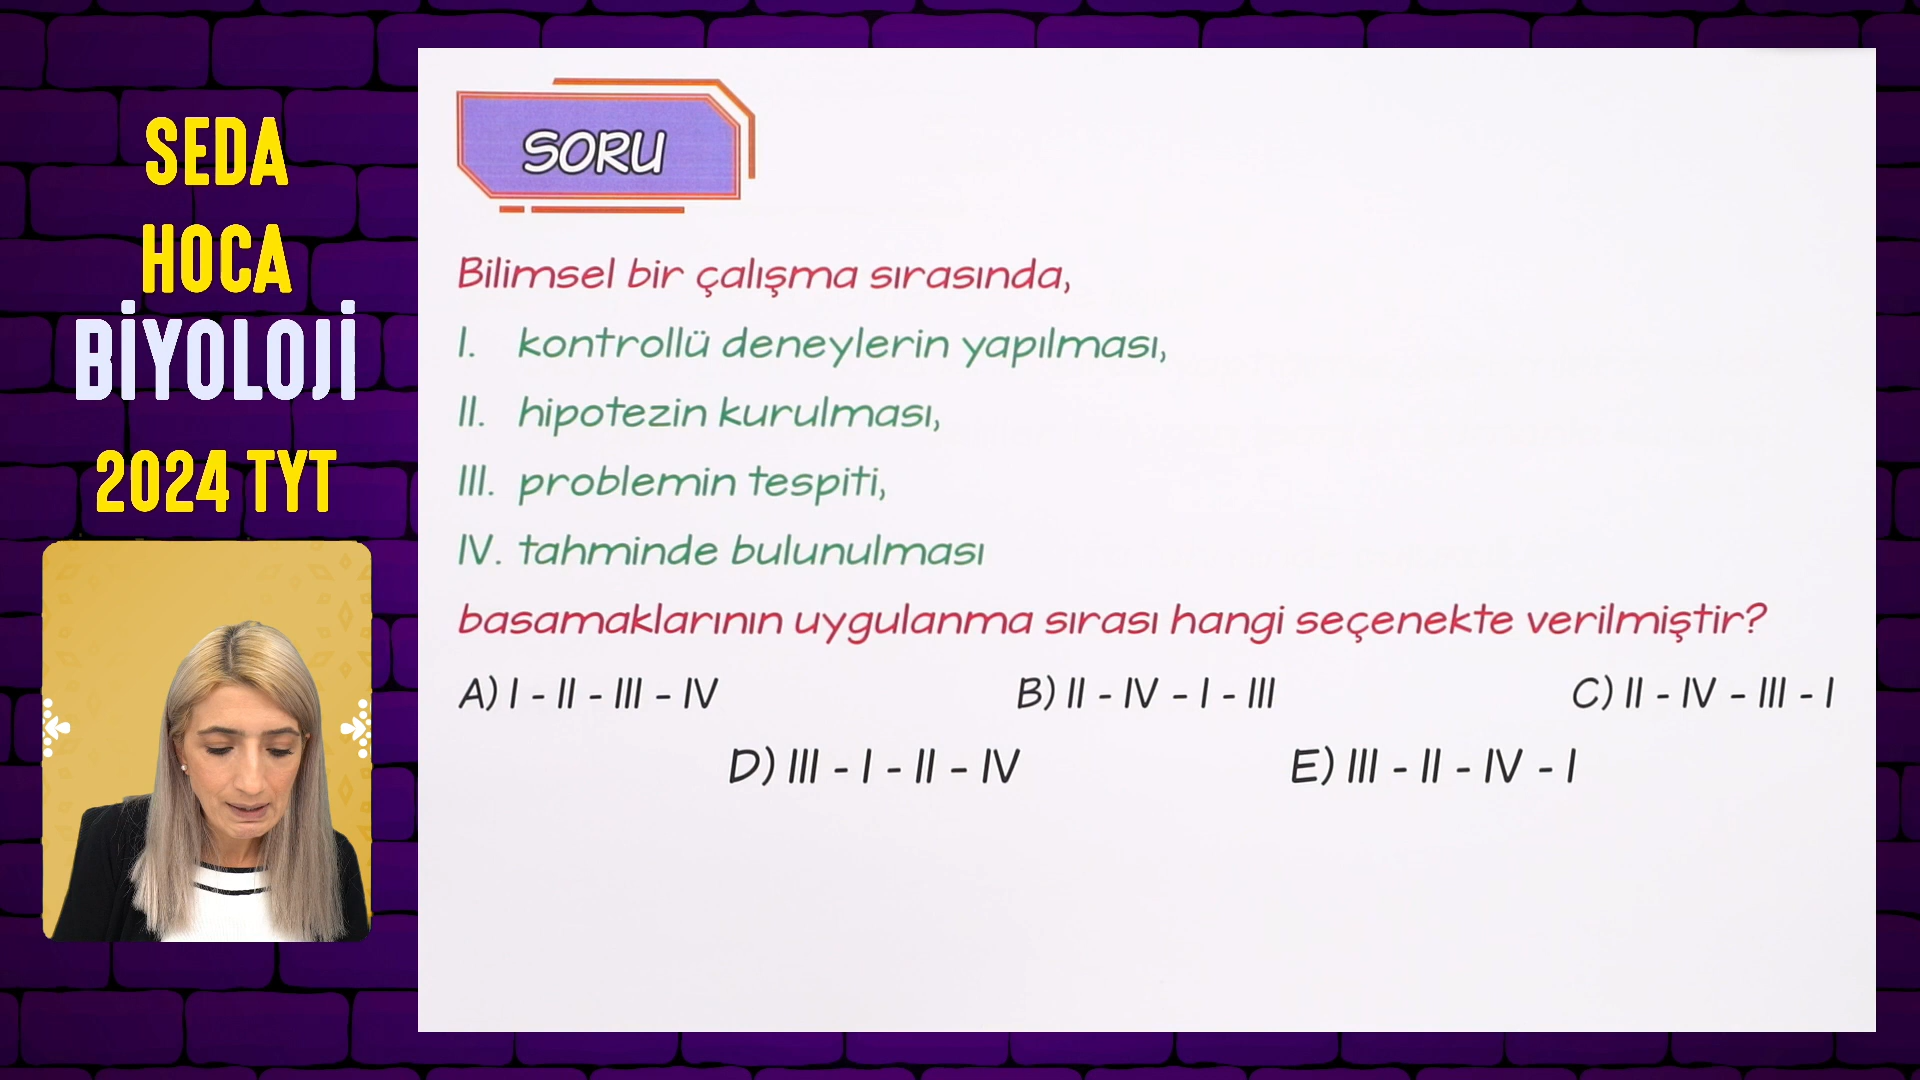 SEDA
HOCA
BİYOLOJİ
2024 TYT
SORU
Bilimsel bir çalışma sırasında,
I. kontrollü deneylerin yapılması,
II. hipotezin kurulması,
III. problemin tespiti,
IV. tahminde bulunulması
basamaklarının uygulanma sırası hangi seçenekte verilmiştir?
A) I - II - III - IV B) II - IV - I - III C) II - IV - III - I
D) III - I - II - IV E) III - II - IV - I